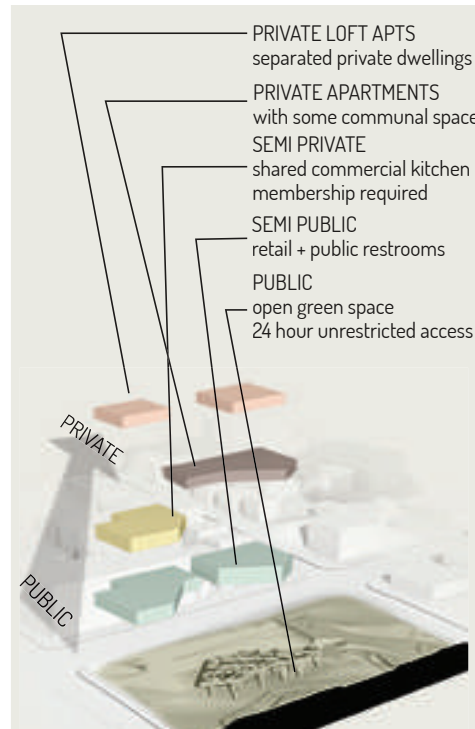 PRIVATE LOFT APTS
separated private dwellings
PRIVATE APARTMENTS
with some communal space
SEMI PRIVATE
shared commercial kitchen
membership required
SEMI PUBLIC
retail + public restrooms
PUBLIC
open green space
24 hour unrestricted access
PRIVATE
PUBLIC